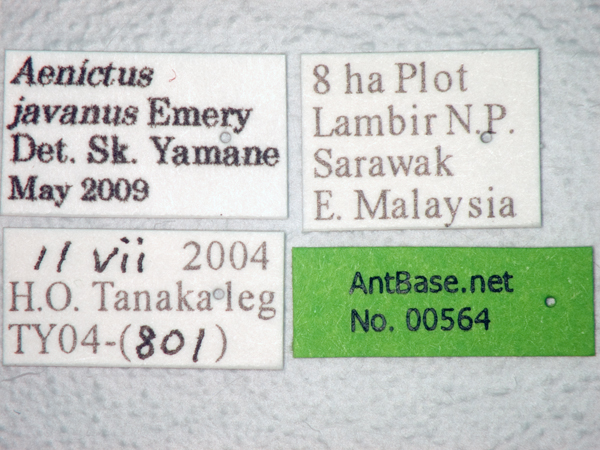 Aenictus
javanus Emery
Det. Sk. Yamane
May 2009
8 ha Plot
Lambir N.P.
Sarawak
E. Malaysia
11 vii 2004
H.O. Tanaka leg
TY04-(801)
AntBase.net
No. 00564